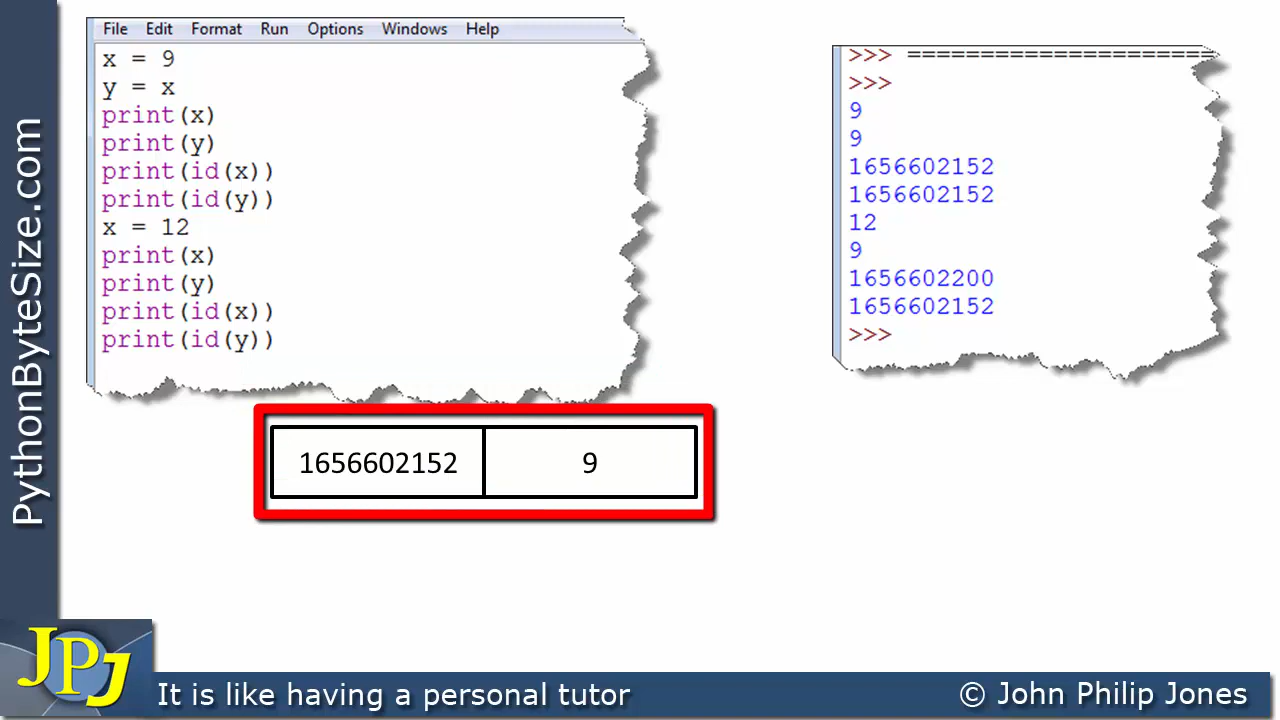 File Edit Format Run Options Windows Help
x = 9
y = x
print(x)
print(y)
print(id(x))
print(id(y))
x = 12
print(x)
print(y)
print(id(x))
print(id(y))
>>> ======================
>>>
9
9
1656602152
1656602152
12
9
1656602200
1656602152
>>>
1656602152 9
PythonByteSize.com
JPJ
It is like having a personal tutor
© John Philip Jones